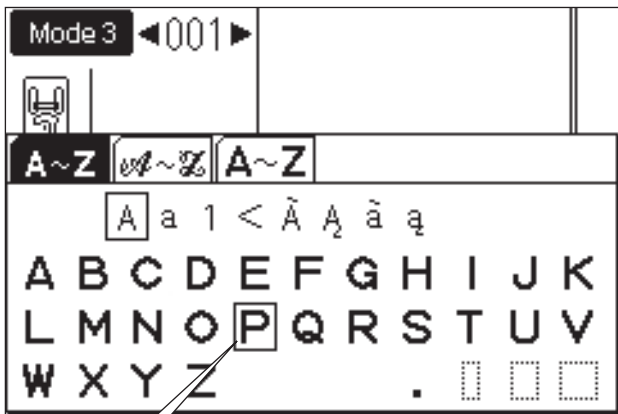 Mode 3 ◄001►
A~Z 𝒜~𝒵 A~Z
A a 1 < Ã Ą ã ą
A B C D E F G H I J K
L M N O P Q R S T U V
W X Y Z .